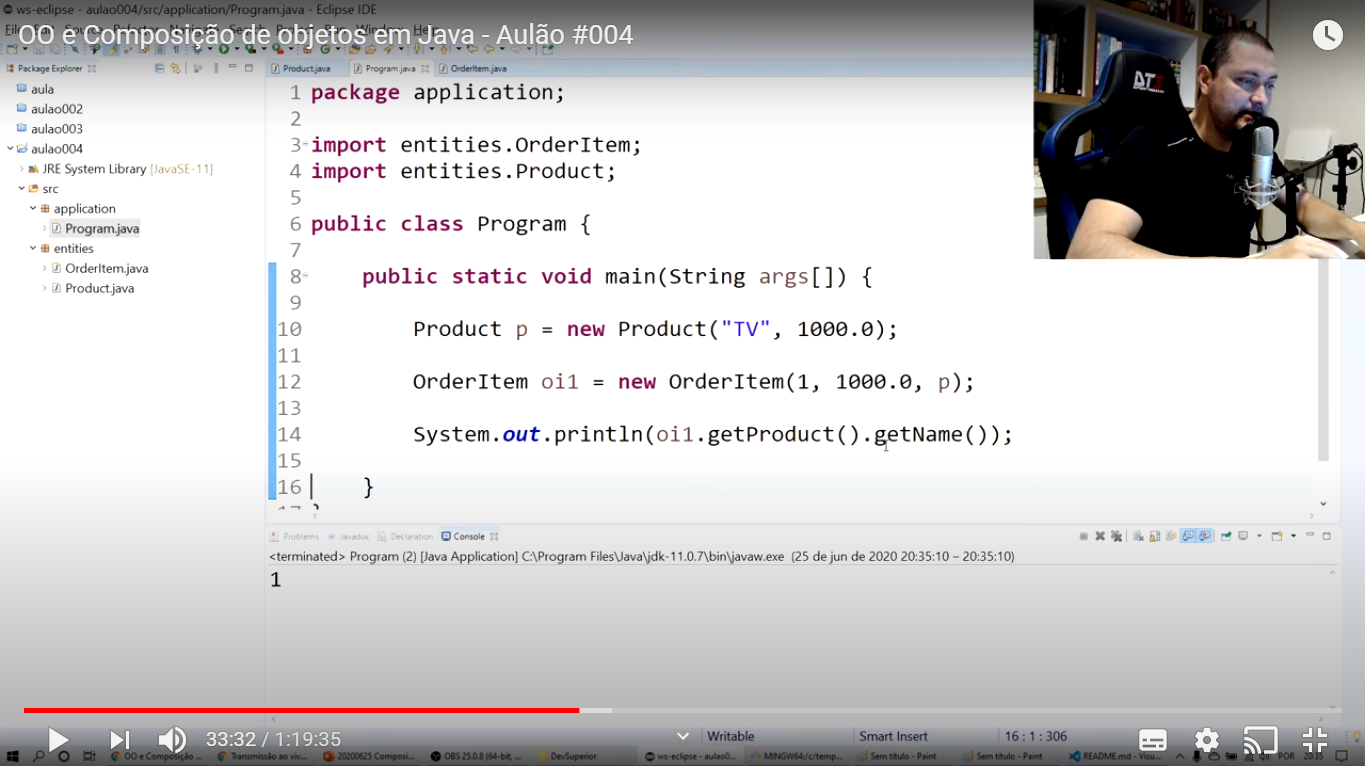 ws-eclipse - aulao004/src/application/Program.java - Eclipse IDE
OO e Composição de objetos em Java - Aulão #004
Package Explorer
Product.java
Program.java
OrderItem.java
aula
aulao002
aulao003
aulao004
JRE System Library [JavaSE-11]
src
application
Program.java
entities
OrderItem.java
Product.java
1 package application;
2
3 import entities.OrderItem;
4 import entities.Product;
5
6 public class Program {
7
8 public static void main(String args[]) {
9
10 Product p = new Product("TV", 1000.0);
11
12 OrderItem oi1 = new OrderItem(1, 1000.0, p);
13
14 System.out.println(oi1.getProduct().getName());
15
16 }
DTX
Problems
Javadoc
Declaration
Console
<terminated> Program (2) [Java Application] C:\Program Files\Java\jdk-11.0.7\bin\javaw.exe (25 de jun de 2020 20:35:10 – 20:35:10)
1
33:32 / 1:19:35
Writable
Smart Insert
16 : 1 : 306
OO e Composição ...
Transmissão ao viv...
20200625 Composi...
OBS 25.0.8 (64-bit, ...
DevSuperior
ws-eclipse - aulao0...
MINGW64:/c/temp...
Sem título - Paint
Sem título - Paint
README.md - Visu...
POR
20:35